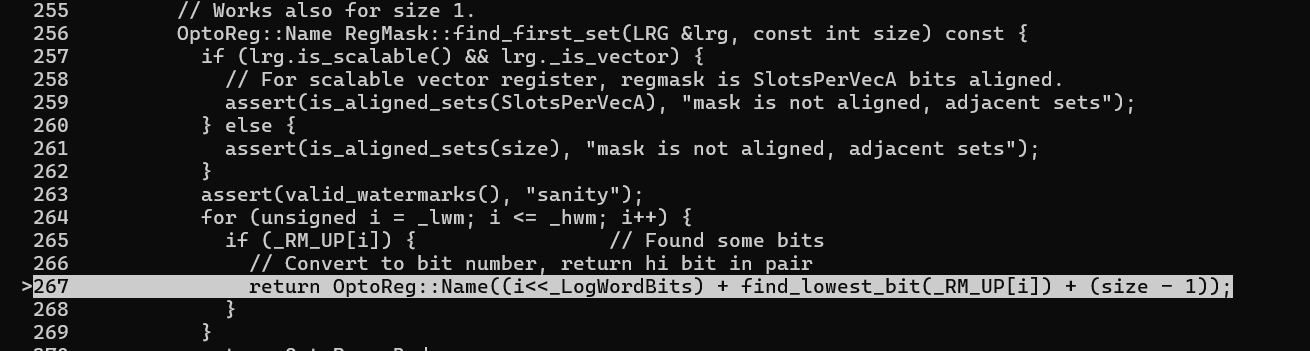 255         // Works also for size 1.
256         OptoReg::Name RegMask::find_first_set(LRG &lrg, const int size) const {
257           if (lrg.is_scalable() && lrg._is_vector) {
258             // For scalable vector register, regmask is SlotsPerVecA bits aligned.
259             assert(is_aligned_sets(SlotsPerVecA), "mask is not aligned, adjacent sets");
260           } else {
261             assert(is_aligned_sets(size), "mask is not aligned, adjacent sets");
262           }
263           assert(valid_watermarks(), "sanity");
264           for (unsigned i = _lwm; i <= _hwm; i++) {
265             if (_RM_UP[i]) {                // Found some bits
266               // Convert to bit number, return hi bit in pair
>267               return OptoReg::Name((i<<_LogWordBits) + find_lowest_bit(_RM_UP[i]) + (size - 1));
268             }
269           }